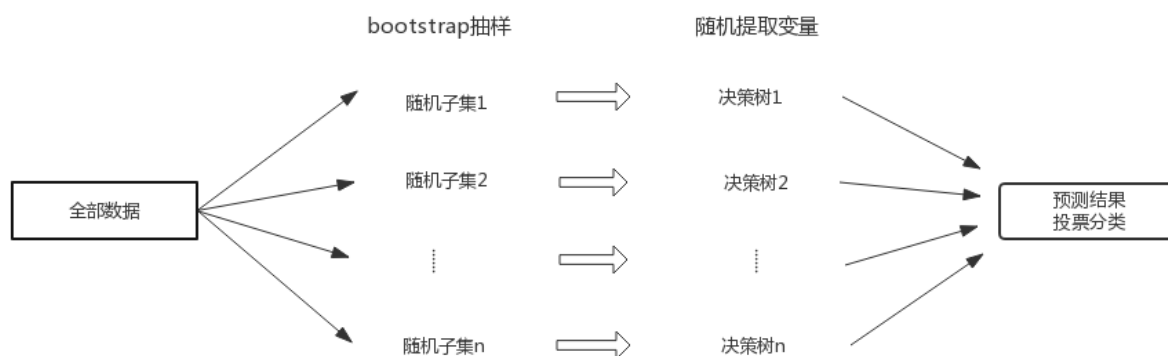 bootstrap抽样
随机提取变量
随机子集1
决策树1
随机子集2
决策树2
全部数据
预测结果
投票分类
┊
┊
随机子集n
决策树n